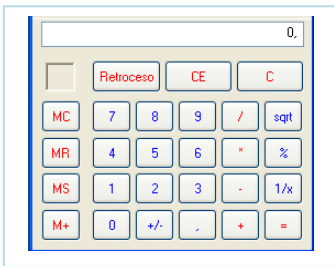 0,
Retroceso CE C
MC 7 8 9 / sqrt
MR 4 5 6 * %
MS 1 2 3 - 1/x
M+ 0 +/- , + =